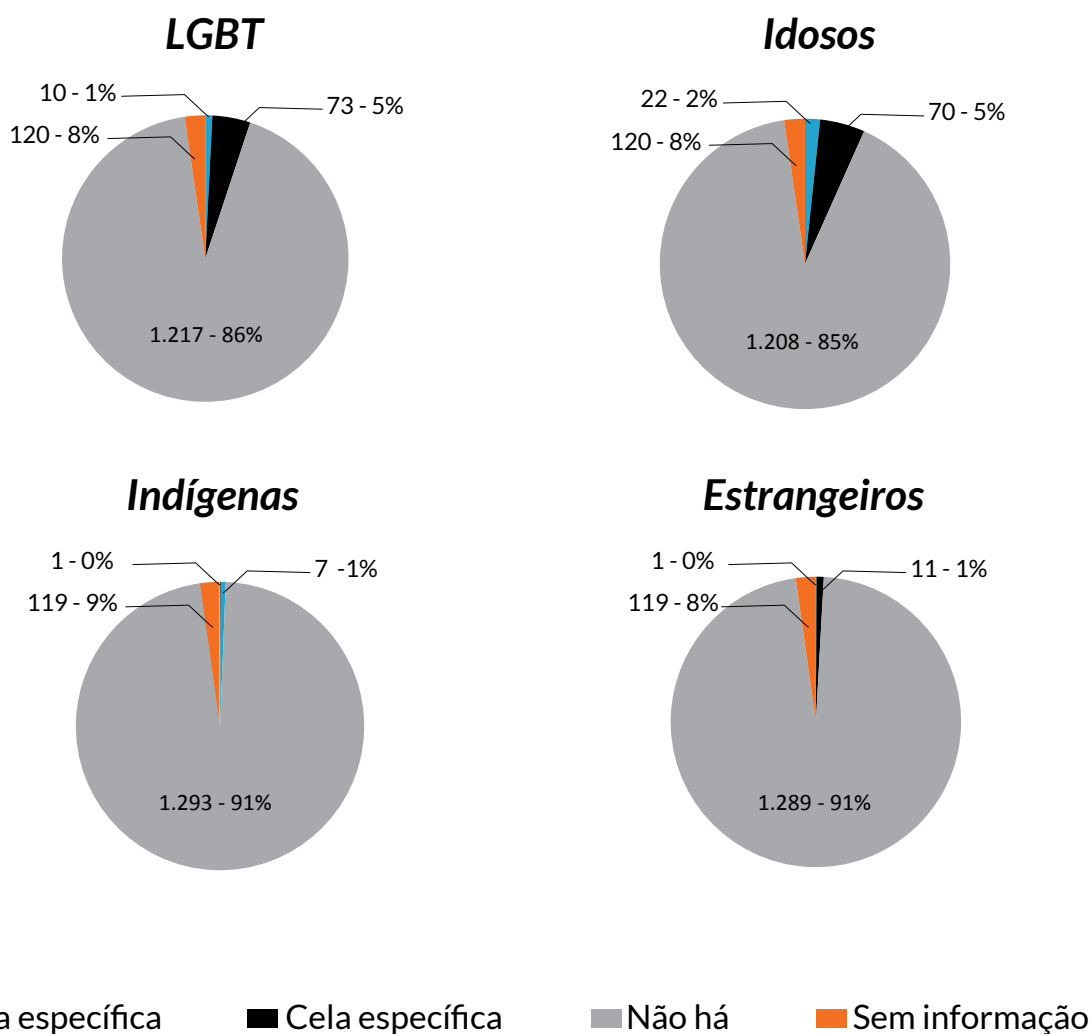 LGBT
10 - 1%
73 - 5%
120 - 8%
1.217 - 86%
Idosos
22 - 2%
70 - 5%
120 - 8%
1.208 - 85%
Indígenas
1 - 0%
7 -1%
119 - 9%
1.293 - 91%
Estrangeiros
1 - 0%
11 - 1%
119 - 8%
1.289 - 91%
específica
Cela específica
Não há
Sem informação